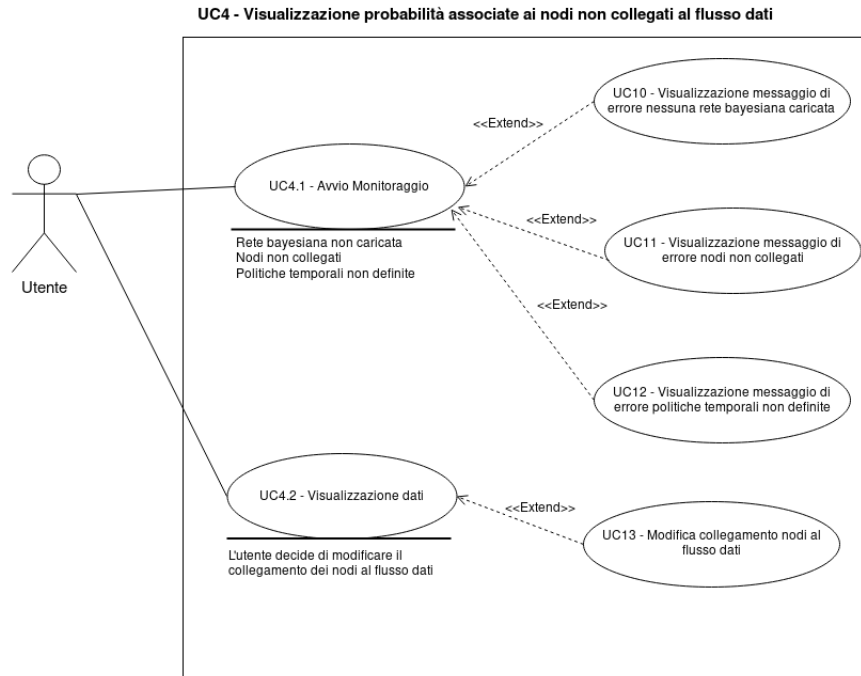 UC4 - Visualizzazione probabilità associate ai nodi non collegati al flusso dati
UC10 - Visualizzazione messaggio di
errore nessuna rete bayesiana caricata
<<Extend>>
UC4.1 - Avvio Monitoraggio
Rete bayesiana non caricata
Nodi non collegati
Politiche temporali non definite
<<Extend>>
UC11 - Visualizzazione messaggio di
errore nodi non collegati
Utente
<<Extend>>
UC12 - Visualizzazione messaggio di
errore politiche temporali non definite
UC4.2 - Visualizzazione dati
<<Extend>>
L'utente decide di modificare il
collegamento dei nodi al flusso dati
UC13 - Modifica collegamento nodi al
flusso dati